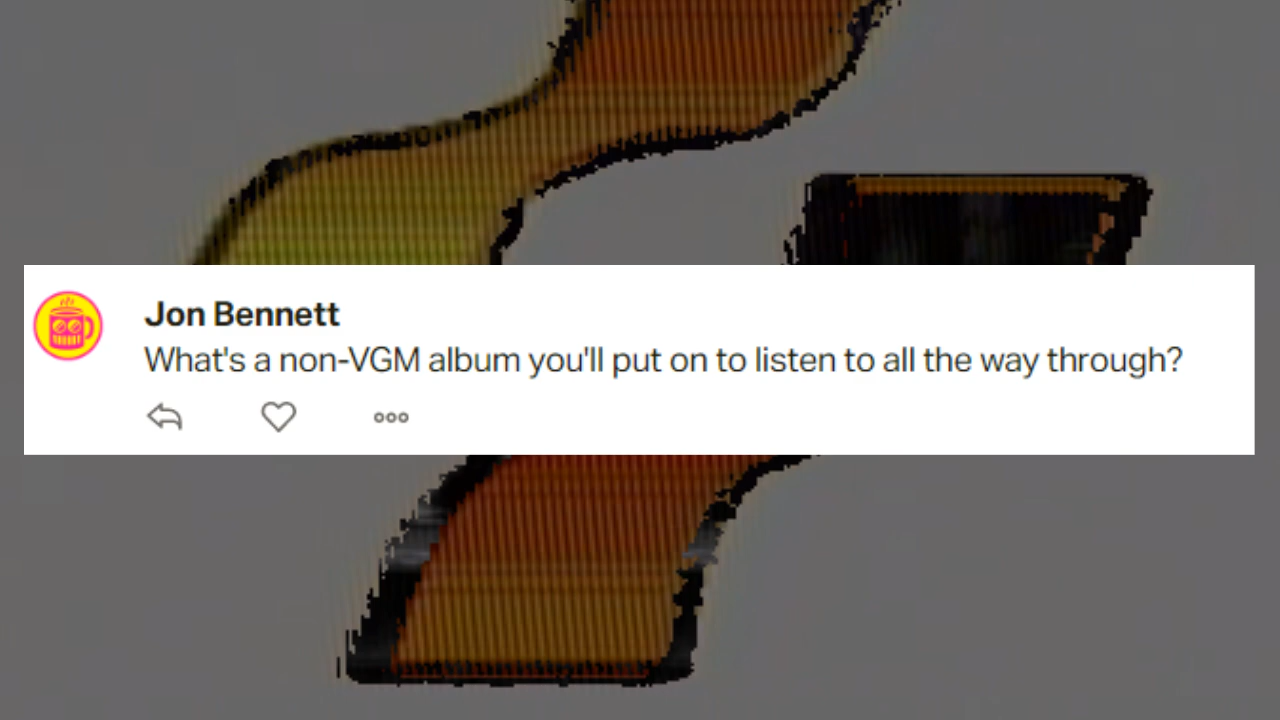 Jon Bennett
What's a non-VGM album you'll put on to listen to all the way through?